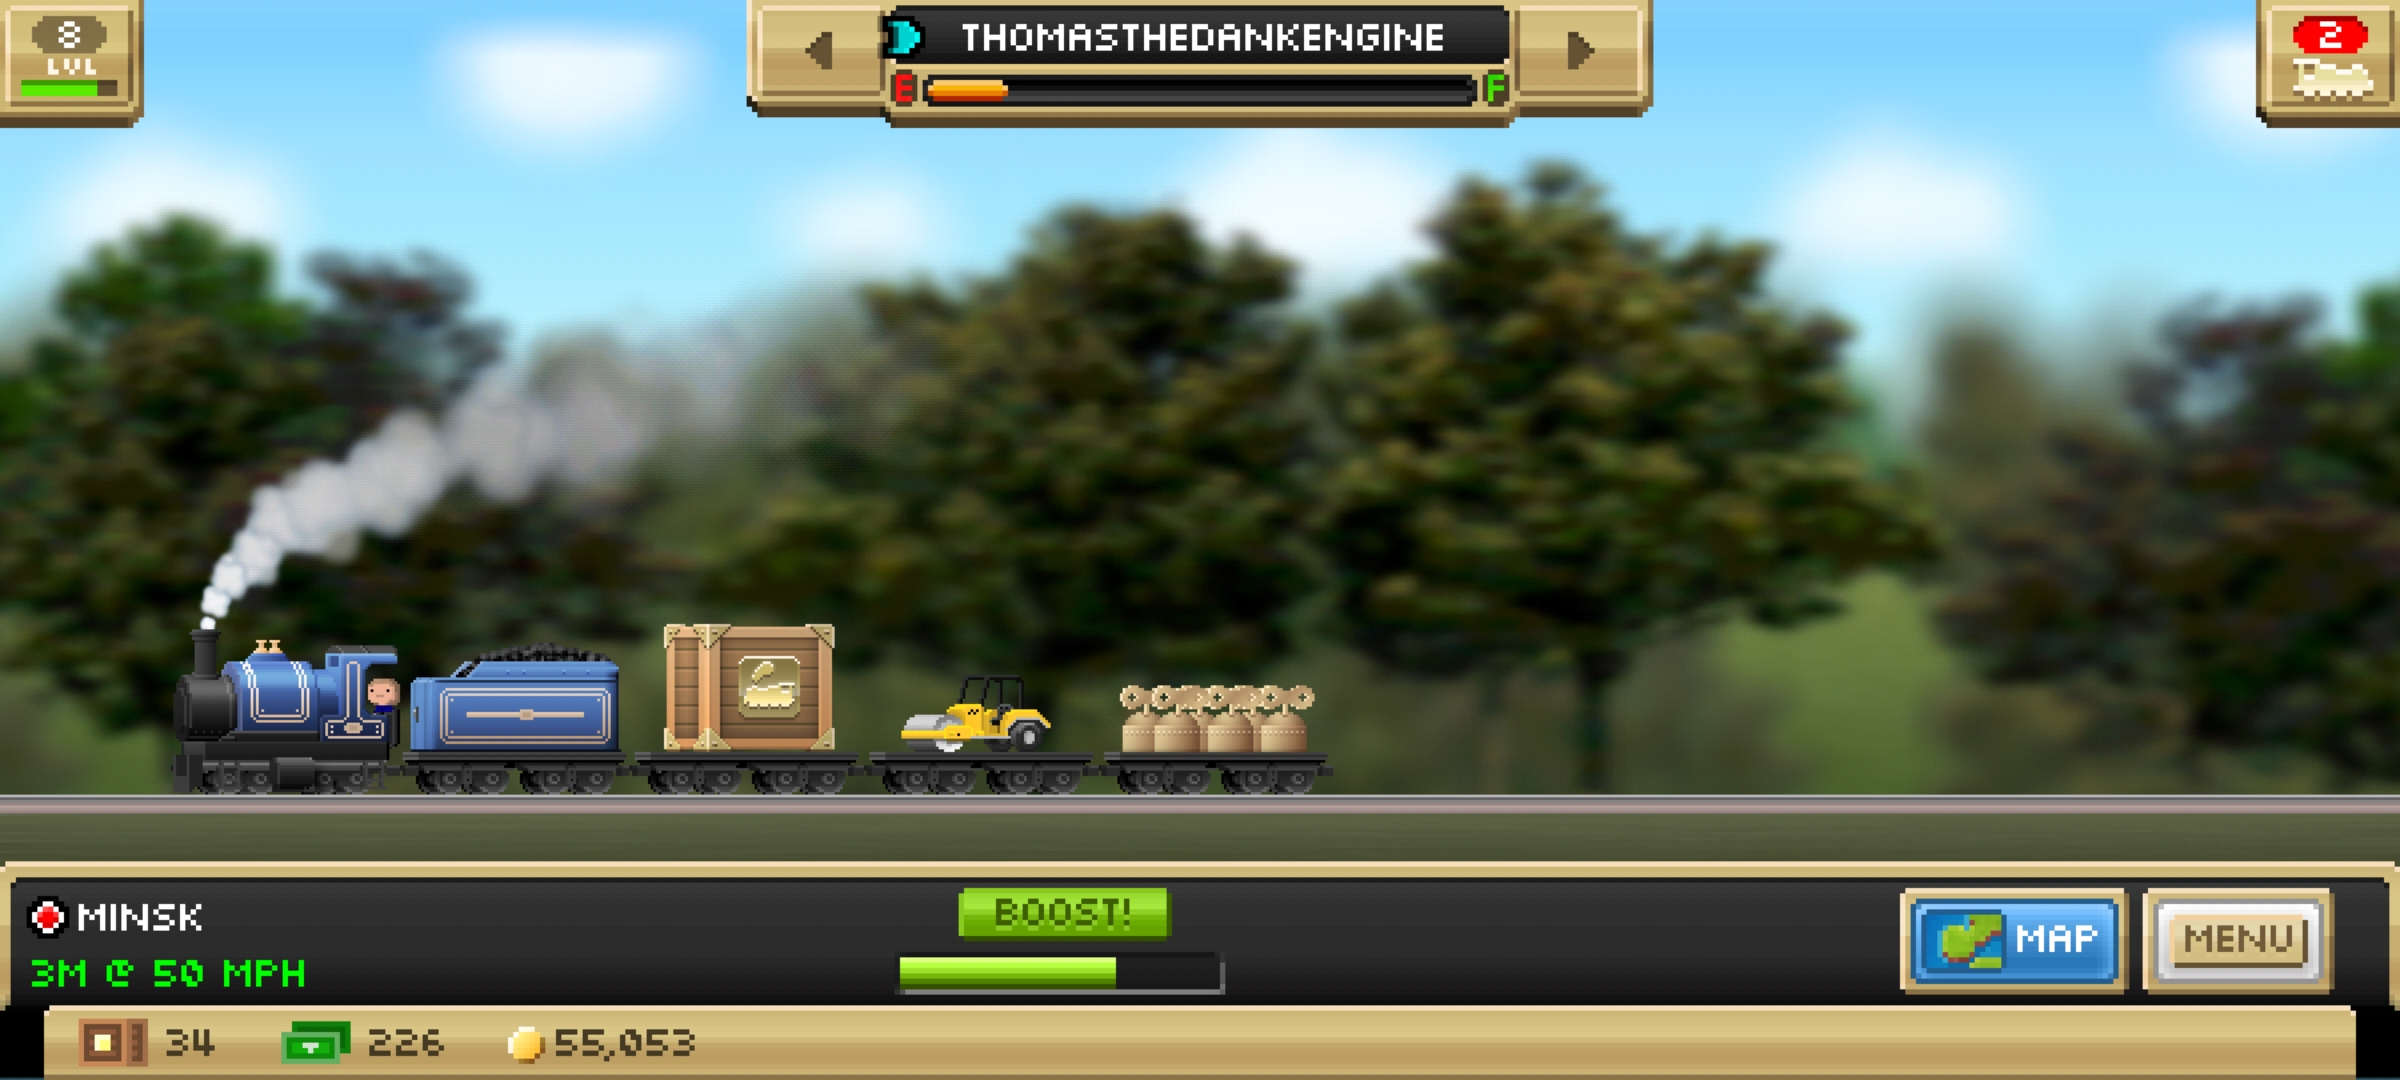 8
LVL
THOMASTHEDANKENGINE
E F
2
MINSK
3M @ 50 MPH
BOOST!
MAP
MENU
34 226 55,053